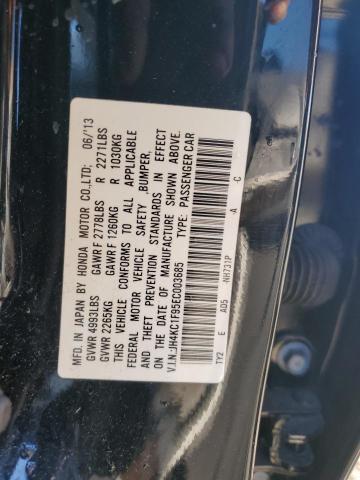 MFD. IN JAPAN BY HONDA MOTOR CO.,LTD; 06/'13
GVWR 4993LBS GAWR F 2778LBS R 2271LBS
GVWR 2265KG GAWR F 1260KG R 1030KG
THIS VEHICLE CONFORMS TO ALL APPLICABLE
FEDERAL MOTOR VEHICLE SAFETY ,BUMPER,
AND THEFT PREVENTION STANDARDS IN EFFECT
ON THE DATE OF MANUFACTURE SHOWN ABOVE.
V.I.N.:JH4KC1F95EC003685 TYPE: PASSENGER CAR
TY2 E A05 -NH731P -A -C